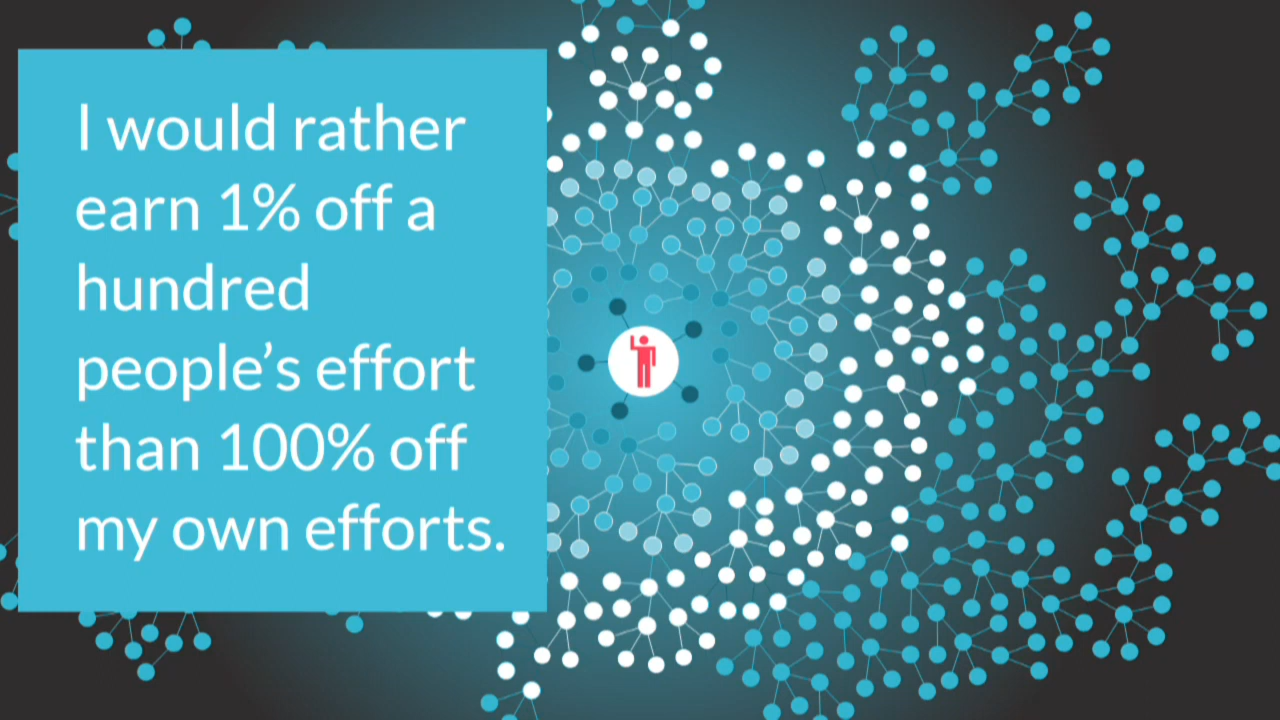 I would rather
earn 1% off a
hundred
people’s effort
than 100% off
my own efforts.